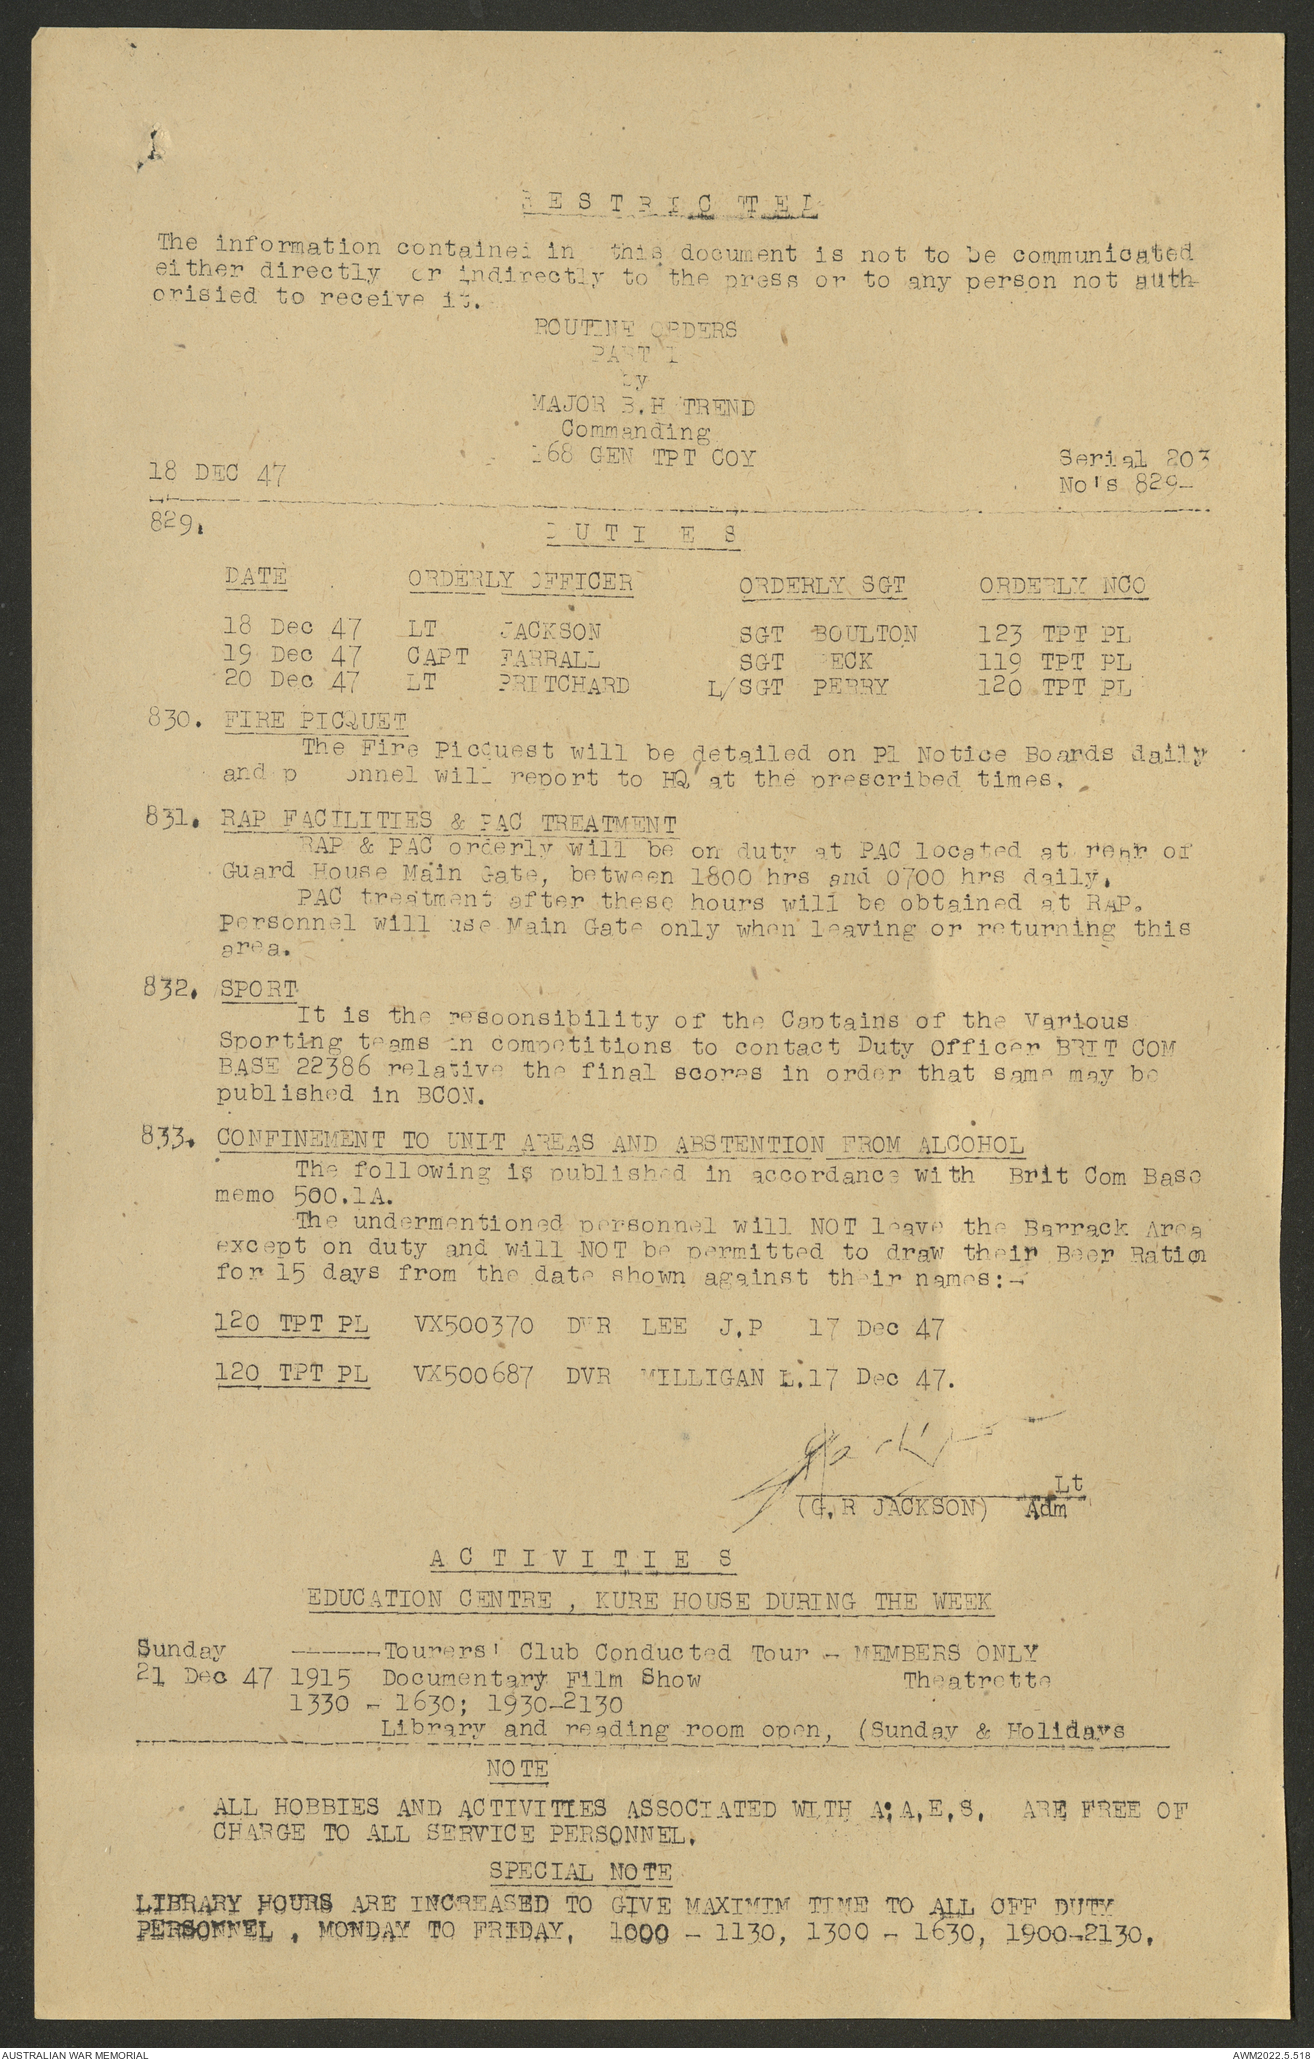 RESTRICTED
The information contained in this document is not to be communicated
either directly or indirectly to the press or to any person not auth-
orisied to receive it.
ROUTINE ORDERS
PART 1
by
MAJOR B.H TREND
Commanding
168 GEN TPT COY
18 DEC 47
Serial 203
No's 829-
829.
D U T I E S
DATE ORDERLY OFFICER ORDERLY SGT ORDERLY NCO
18 Dec 47 LT JACKSON SGT BOULTON 123 TPT PL
19 Dec 47 CAPT FARRALL SGT PECK 119 TPT PL
20 Dec 47 LT PRITCHARD L/SGT PERRY 120 TPT PL
830. FIRE PICQUET
The Fire Picquest will be detailed on Pl Notice Boards daily
and p onnel will report to HQ at the prescribed times.
831. RAP FACILITIES & PAC TREATMENT
RAP & PAC orderly will be on duty at PAC located at rear of
Guard House Main Gate, between 1800 hrs and 0700 hrs daily.
PAC treatment after these hours will be obtained at RAP.
Personnel will use Main Gate only when leaving or returning this
area.
832. SPORT
It is the resoonsibility of the Captains of the Various
Sporting teams in competitions to contact Duty Officer BRIT COM
BASE 22386 relative the final scores in order that same may be
published in BCON.
833. CONFINEMENT TO UNIT AREAS AND ABSTENTION FROM ALCOHOL
The following is published in accordance with Brit Com Base
memo 500.1A.
The undermentioned personnel will NOT leave the Barrack Area
except on duty and will NOT be permitted to draw their Beer Ration
for 15 days from the date shown against their names:-
120 TPT PL VX500370 DVR LEE J.P 17 Dec 47
120 TPT PL VX500687 DVR MILLIGAN L.17 Dec 47.
Lt
(G.R JACKSON) Adm
A C T I V I T I E S
EDUCATION CENTRE , KURE HOUSE DURING THE WEEK
Sunday ------Tourers' Club Conducted Tour - MEMBERS ONLY
21 Dec 47 1915 Documentary Film Show Theatrette
1330 - 1630; 1930-2130
Library and reading room open, (Sunday & Holidays
NOTE
ALL HOBBIES AND ACTIVITIES ASSOCIATED WITH A.A.E.S. ARE FREE OF
CHARGE TO ALL SERVICE PERSONNEL.
SPECIAL NOTE
LIBRARY HOURS ARE INCREASED TO GIVE MAXIMIM TIME TO ALL OFF DUTY
PERSONNEL , MONDAY TO FRIDAY, 1000 - 1130, 1300 - 1630, 1900-2130.
AUSTRALIAN WAR MEMORIAL
AWM2022.5.518